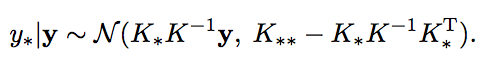 y∗|𝐲 ∼ 𝒩(K∗K⁻¹𝐲, K∗∗ − K∗K⁻¹K∗ᵀ).